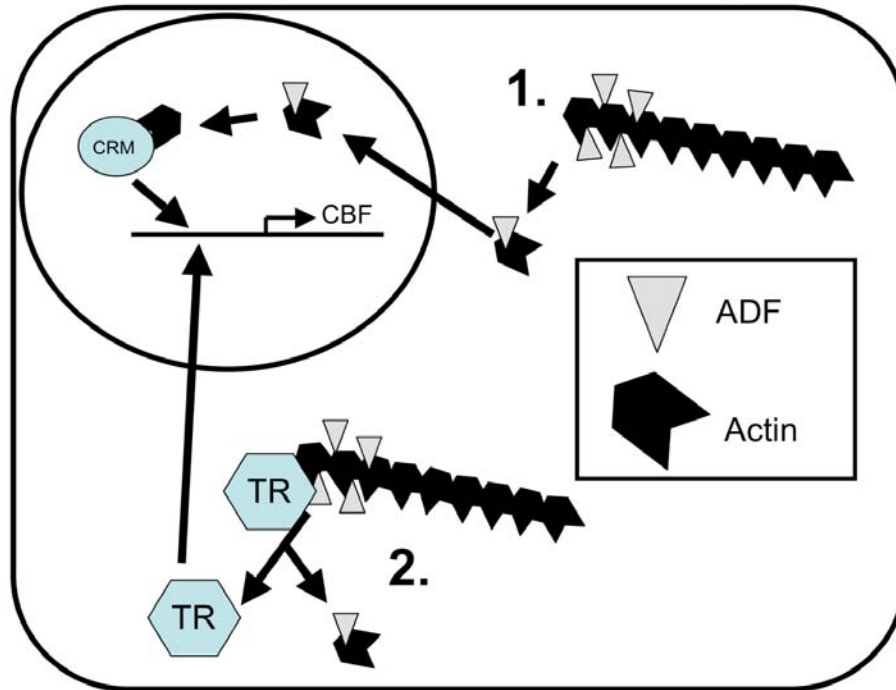 1.
CRM
CBF
ADF
Actin
TR
2.
TR